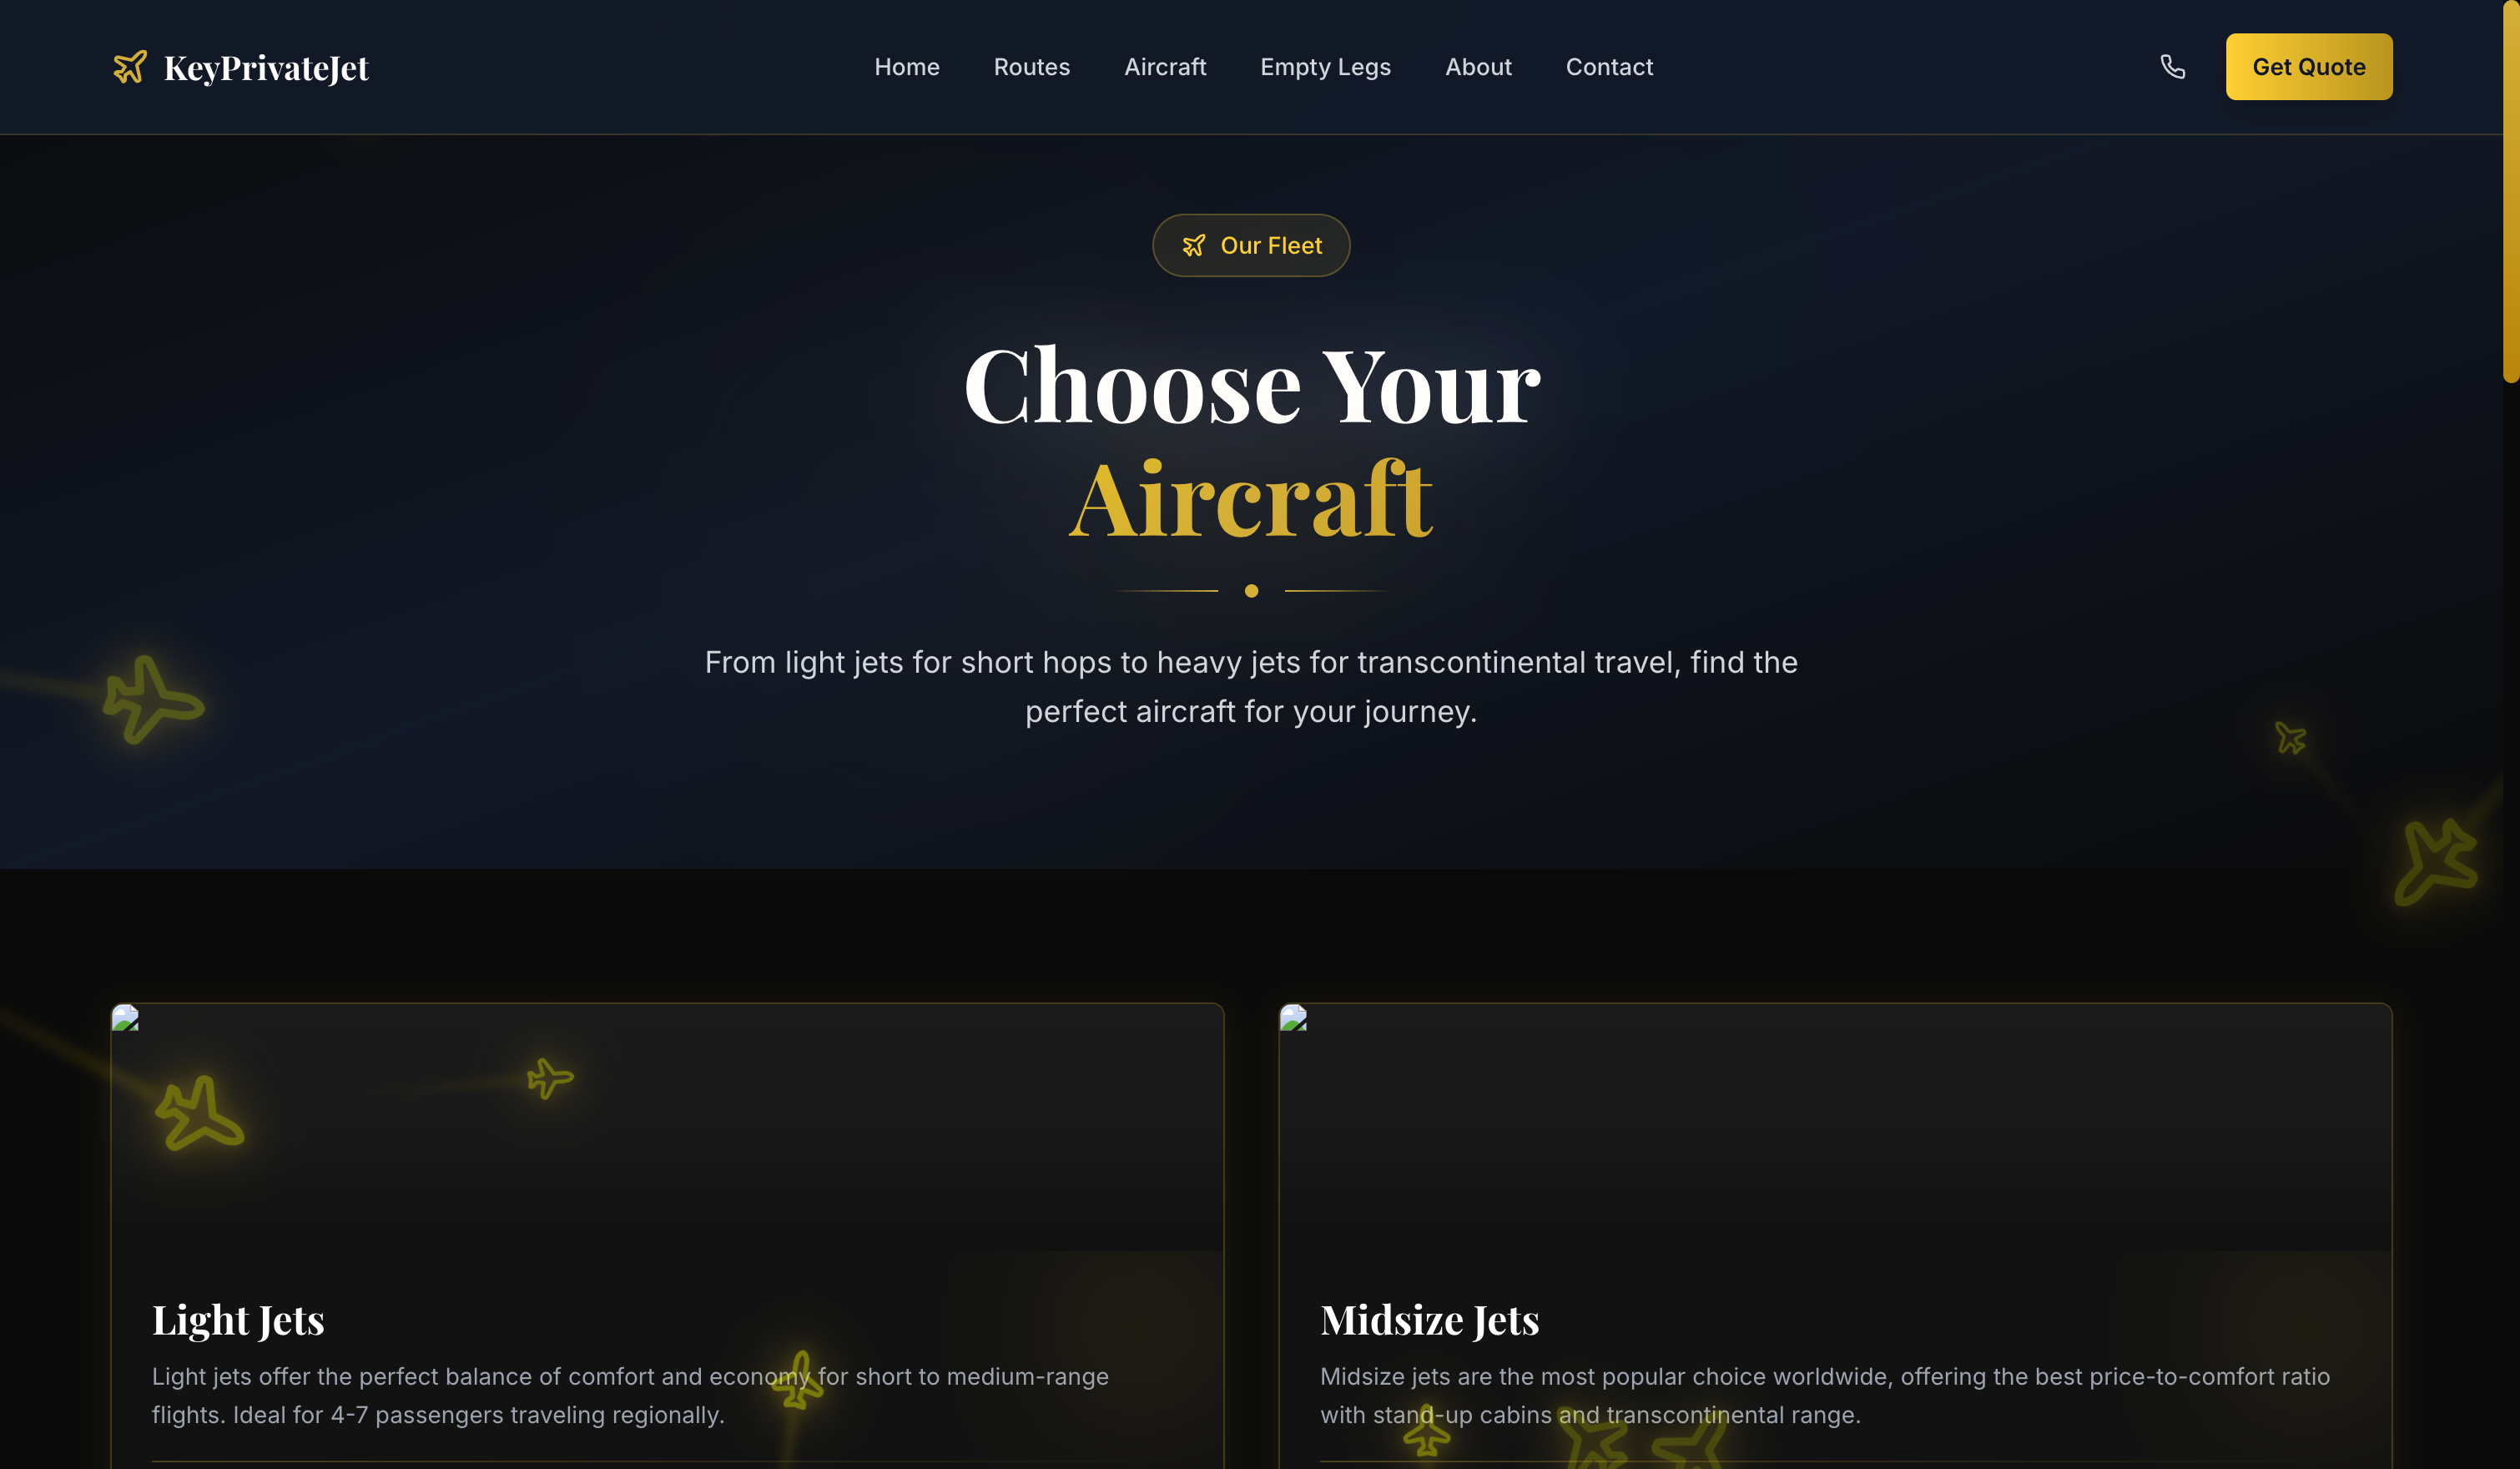 KeyPrivateJet
Home Routes Aircraft Empty Legs About Contact
Get Quote
Our Fleet
Choose Your
Aircraft
From light jets for short hops to heavy jets for transcontinental travel, find the
perfect aircraft for your journey.
Light Jets
Light jets offer the perfect balance of comfort and economy for short to medium-range
flights. Ideal for 4-7 passengers traveling regionally.
Midsize Jets
Midsize jets are the most popular choice worldwide, offering the best price-to-comfort ratio
with stand-up cabins and transcontinental range.